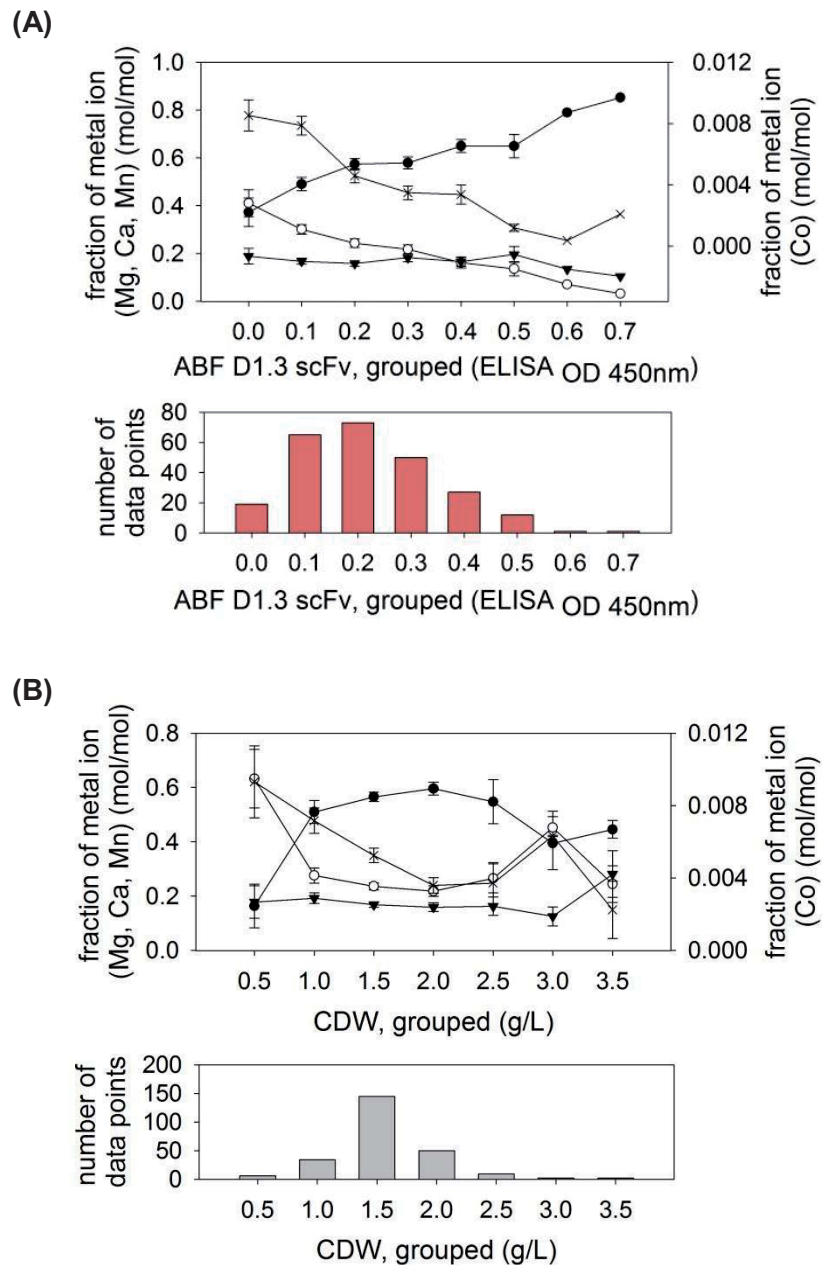 (A)
fraction of metal ion
(Mg, Ca, Mn) (mol/mol)
1.0
0.8
0.6
0.4
0.2
0.0
0.012
0.008
0.004
0.000
fraction of metal ion
(Co) (mol/mol)
0.0 0.1 0.2 0.3 0.4 0.5 0.6 0.7
ABF D1.3 scFv, grouped (ELISA OD 450nm)
number of
data points
80
60
40
20
0
0.0 0.1 0.2 0.3 0.4 0.5 0.6 0.7
ABF D1.3 scFv, grouped (ELISA OD 450nm)
(B)
fraction of metal ion
(Mg, Ca, Mn) (mol/mol)
0.8
0.6
0.4
0.2
0.0
0.012
0.008
0.004
0.000
fraction of metal ion
(Co) (mol/mol)
0.5 1.0 1.5 2.0 2.5 3.0 3.5
CDW, grouped (g/L)
number of
data points
200
150
100
50
0
0.5 1.0 1.5 2.0 2.5 3.0 3.5
CDW, grouped (g/L)